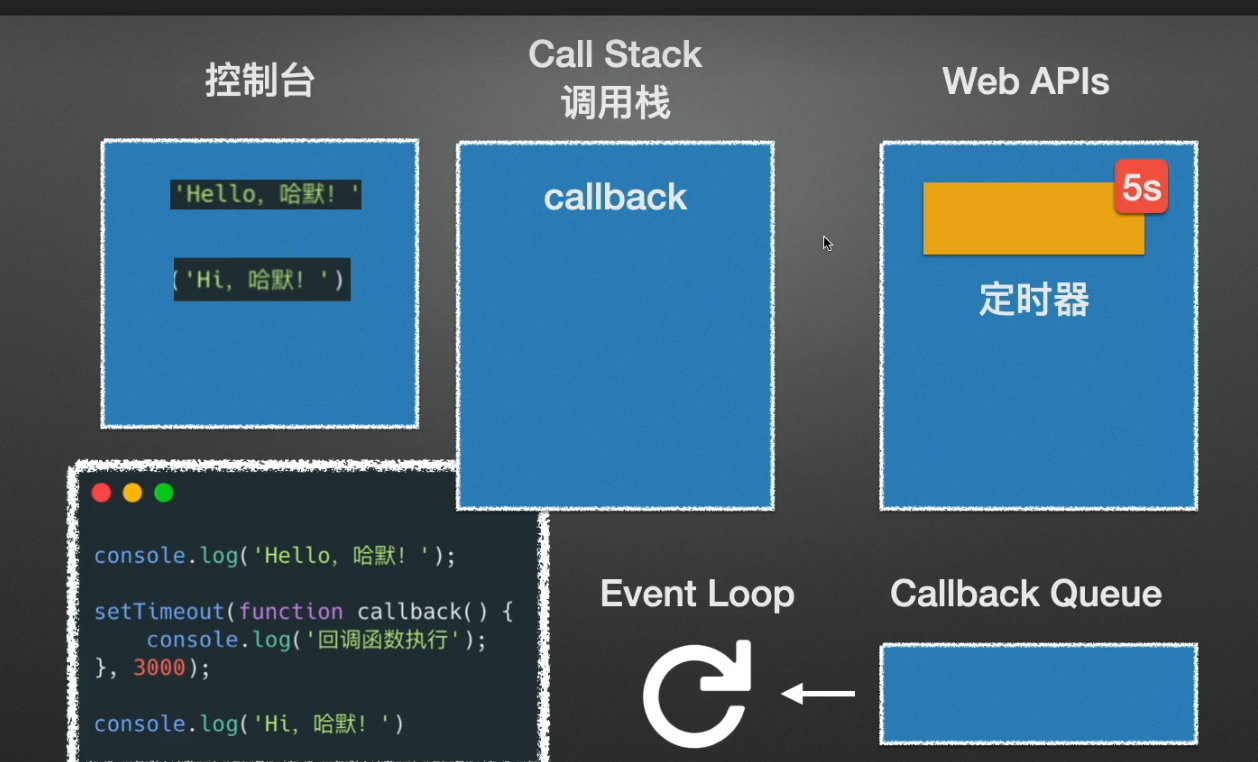 控制台
Call Stack
调用栈
Web APIs
'Hello, 哈默! '
('Hi, 哈默! ')
callback
5s
定时器
console.log('Hello, 哈默! ');
setTimeout(function callback() {
    console.log('回调函数执行');
}, 3000);
console.log('Hi, 哈默! ')
Event Loop
Callback Queue